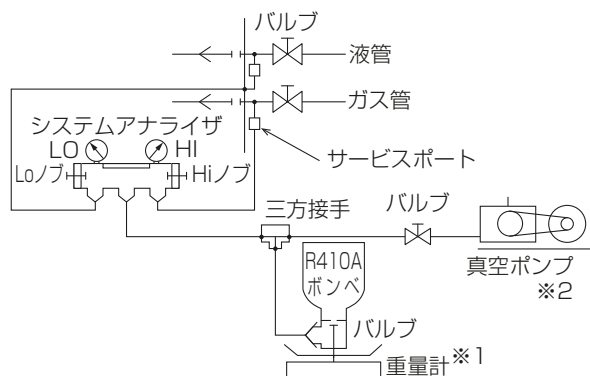 バルブ
液管
ガス管
システムアナライザ
LO
HI
Loノブ
Hiノブ
サービスポート
三方接手
バルブ
R410A
ボンベ
真空ポンプ
※2
バルブ
重量計※1